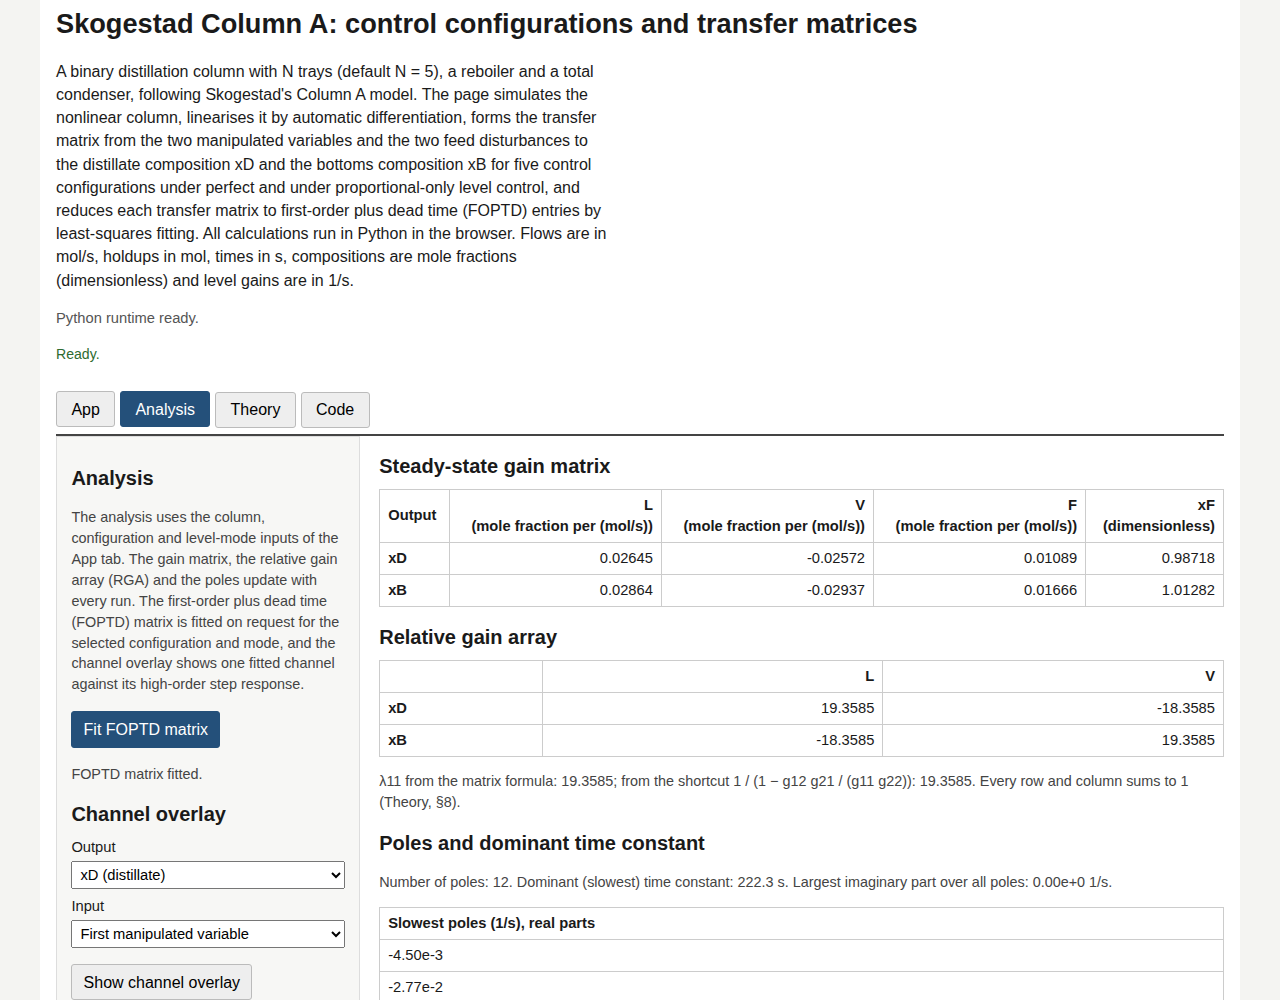 Skogestad Column A: control configurations and transfer matrices
A binary distillation column with N trays (default N = 5), a reboiler and a total
condenser, following Skogestad's Column A model. The page simulates the
nonlinear column, linearises it by automatic differentiation, forms the transfer
matrix from the two manipulated variables and the two feed disturbances to
the distillate composition xD and the bottoms composition xB for five control
configurations under perfect and under proportional-only level control, and
reduces each transfer matrix to first-order plus dead time (FOPTD) entries by
least-squares fitting. All calculations run in Python in the browser. Flows are in
mol/s, holdups in mol, times in s, compositions are mole fractions
(dimensionless) and level gains are in 1/s.
Python runtime ready.
Ready.
App Analysis Theory Code
Analysis
The analysis uses the column,
configuration and level-mode inputs of the
App tab. The gain matrix, the relative gain
array (RGA) and the poles update with
every run. The first-order plus dead time
(FOPTD) matrix is fitted on request for the
selected configuration and mode, and the
channel overlay shows one fitted channel
against its high-order step response.
Fit FOPTD matrix
FOPTD matrix fitted.
Channel overlay
Output
xD (distillate)
Input
First manipulated variable
Show channel overlay
Steady-state gain matrix
Output L V F xF
(mole fraction per (mol/s)) (mole fraction per (mol/s)) (mole fraction per (mol/s)) (dimensionless)
xD 0.02645 -0.02572 0.01089 0.98718
xB 0.02864 -0.02937 0.01666 1.01282
Relative gain array
L V
xD 19.3585 -18.3585
xB -18.3585 19.3585
λ11 from the matrix formula: 19.3585; from the shortcut 1 / (1 − g12 g21 / (g11 g22)): 19.3585. Every row and column sums to 1
(Theory, §8).
Poles and dominant time constant
Number of poles: 12. Dominant (slowest) time constant: 222.3 s. Largest imaginary part over all poles: 0.00e+0 1/s.
Slowest poles (1/s), real parts
-4.50e-3
-2.77e-2